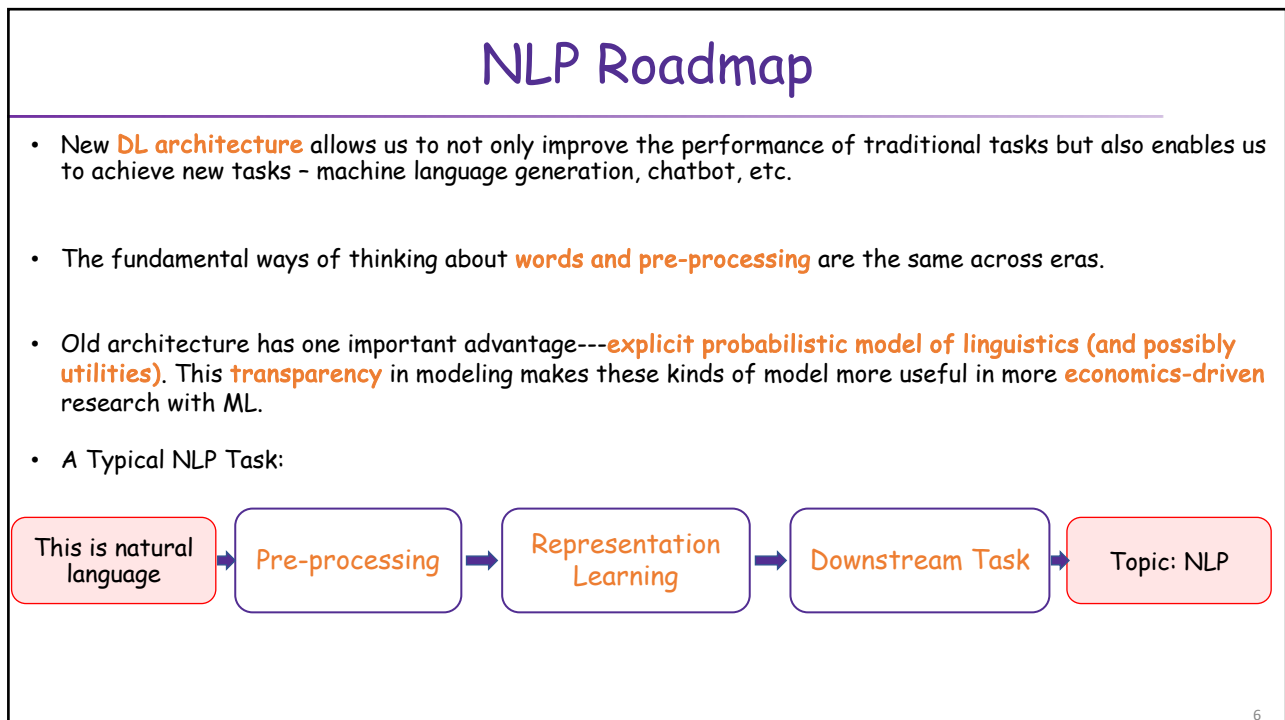 NLP Roadmap
• New DL architecture allows us to not only improve the performance of traditional tasks but also enables us
to achieve new tasks – machine language generation, chatbot, etc.
• The fundamental ways of thinking about words and pre-processing are the same across eras.
• Old architecture has one important advantage---explicit probabilistic model of linguistics (and possibly
utilities). This transparency in modeling makes these kinds of model more useful in more economics-driven
research with ML.
• A Typical NLP Task:
This is natural
language
Pre-processing
Representation
Learning
Downstream Task
Topic: NLP
6